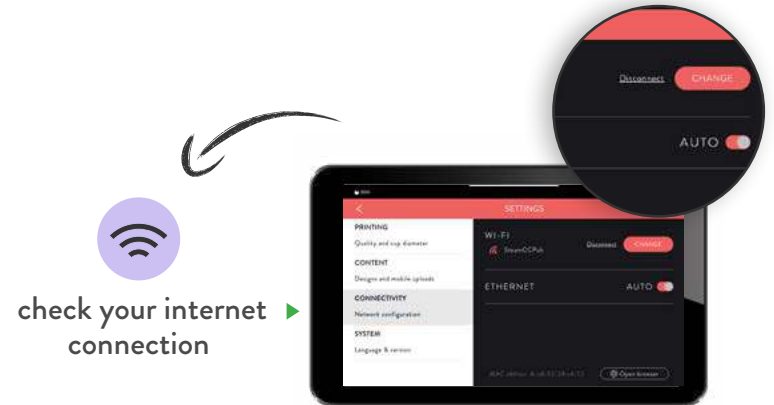 Disconnect CHANGE
AUTO
SETTINGS
PRINTING
Quality and cup diameter
CONTENT
Designs and mobile uploads
CONNECTIVITY
Network configuration
SYSTEM
Language & version
WI-FI
Disconnect CHANGE
ETHERNET AUTO
Open browser
check your internet
connection